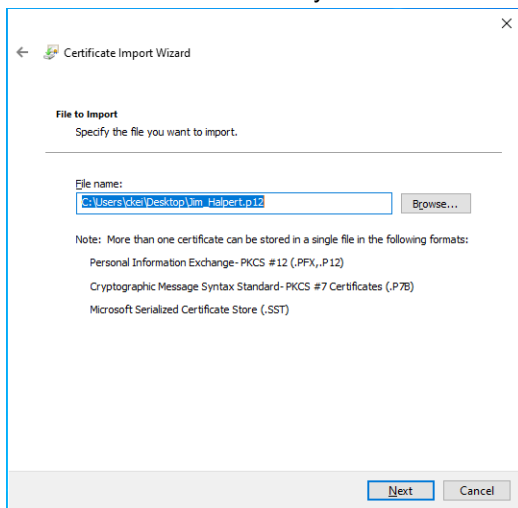 Certificate Import Wizard
File to Import
Specify the file you want to import.
File name:
C:\Users\ckei\Desktop\Jim_Halpert.p12
Browse...
Note: More than one certificate can be stored in a single file in the following formats:
Personal Information Exchange- PKCS #12 (.PFX,.P12)
Cryptographic Message Syntax Standard- PKCS #7 Certificates (.P7B)
Microsoft Serialized Certificate Store (.SST)
Next
Cancel